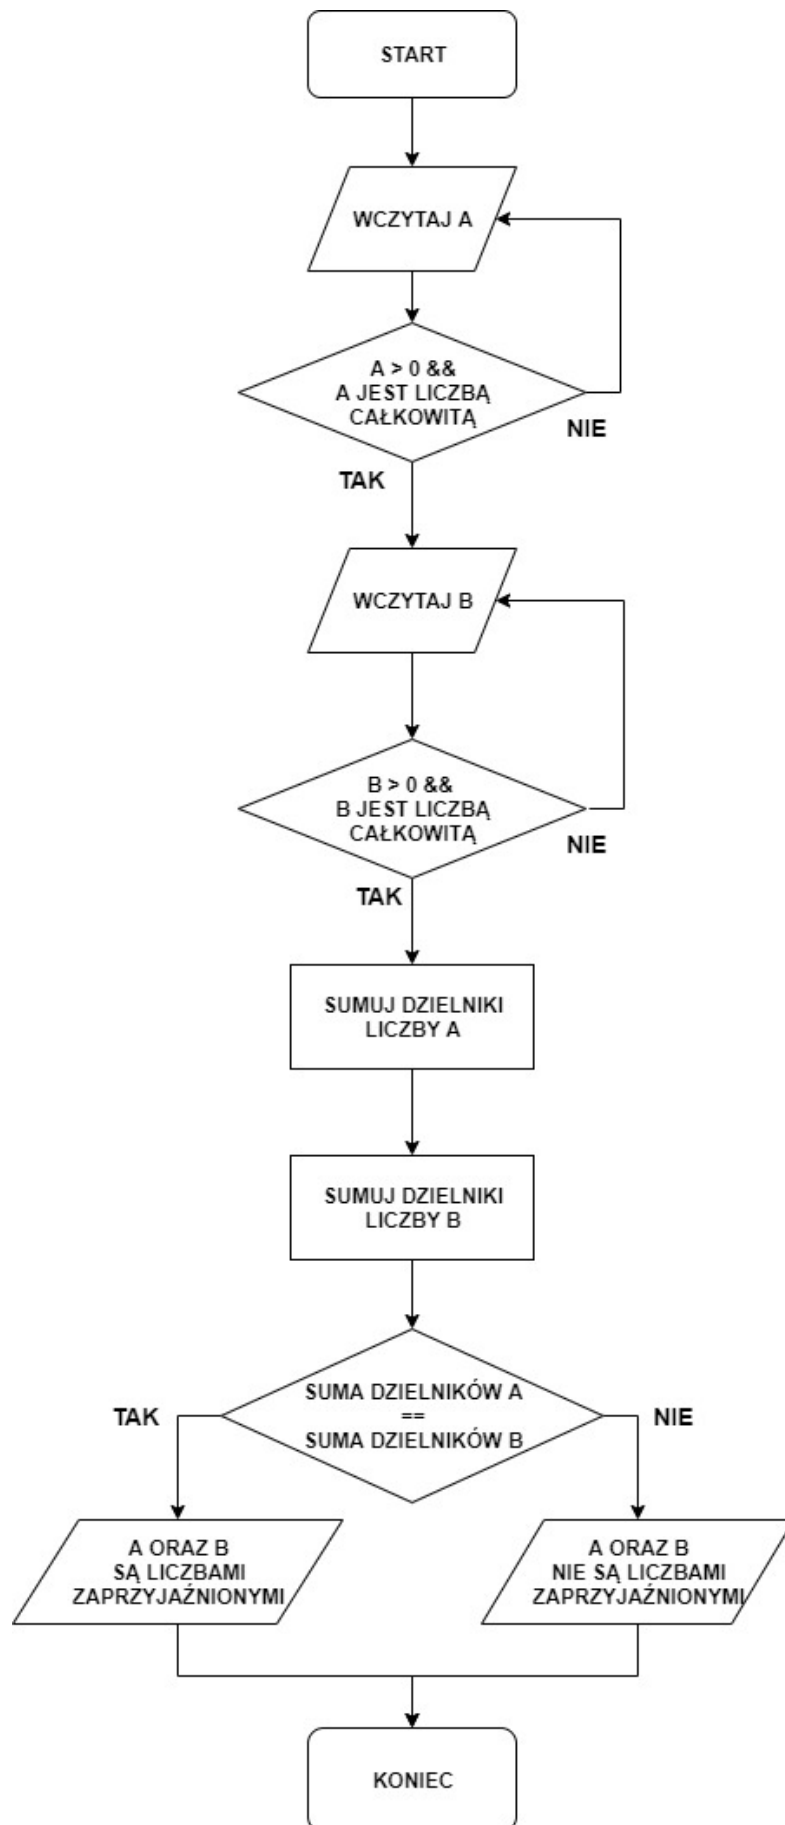 START
WCZYTAJ A
A > 0 &&
A JEST LICZBĄ
CAŁKOWITĄ
NIE
TAK
WCZYTAJ B
B > 0 &&
B JEST LICZBĄ
CAŁKOWITĄ
NIE
TAK
SUMUJ DZIELNIKI
LICZBY A
SUMUJ DZIELNIKI
LICZBY B
SUMA DZIELNIKÓW A
==
SUMA DZIELNIKÓW B
TAK
NIE
A ORAZ B
SĄ LICZBAMI
ZAPRZYJAŹNIONYMI
A ORAZ B
NIE SĄ LICZBAMI
ZAPRZYJAŹNIONYMI
KONIEC